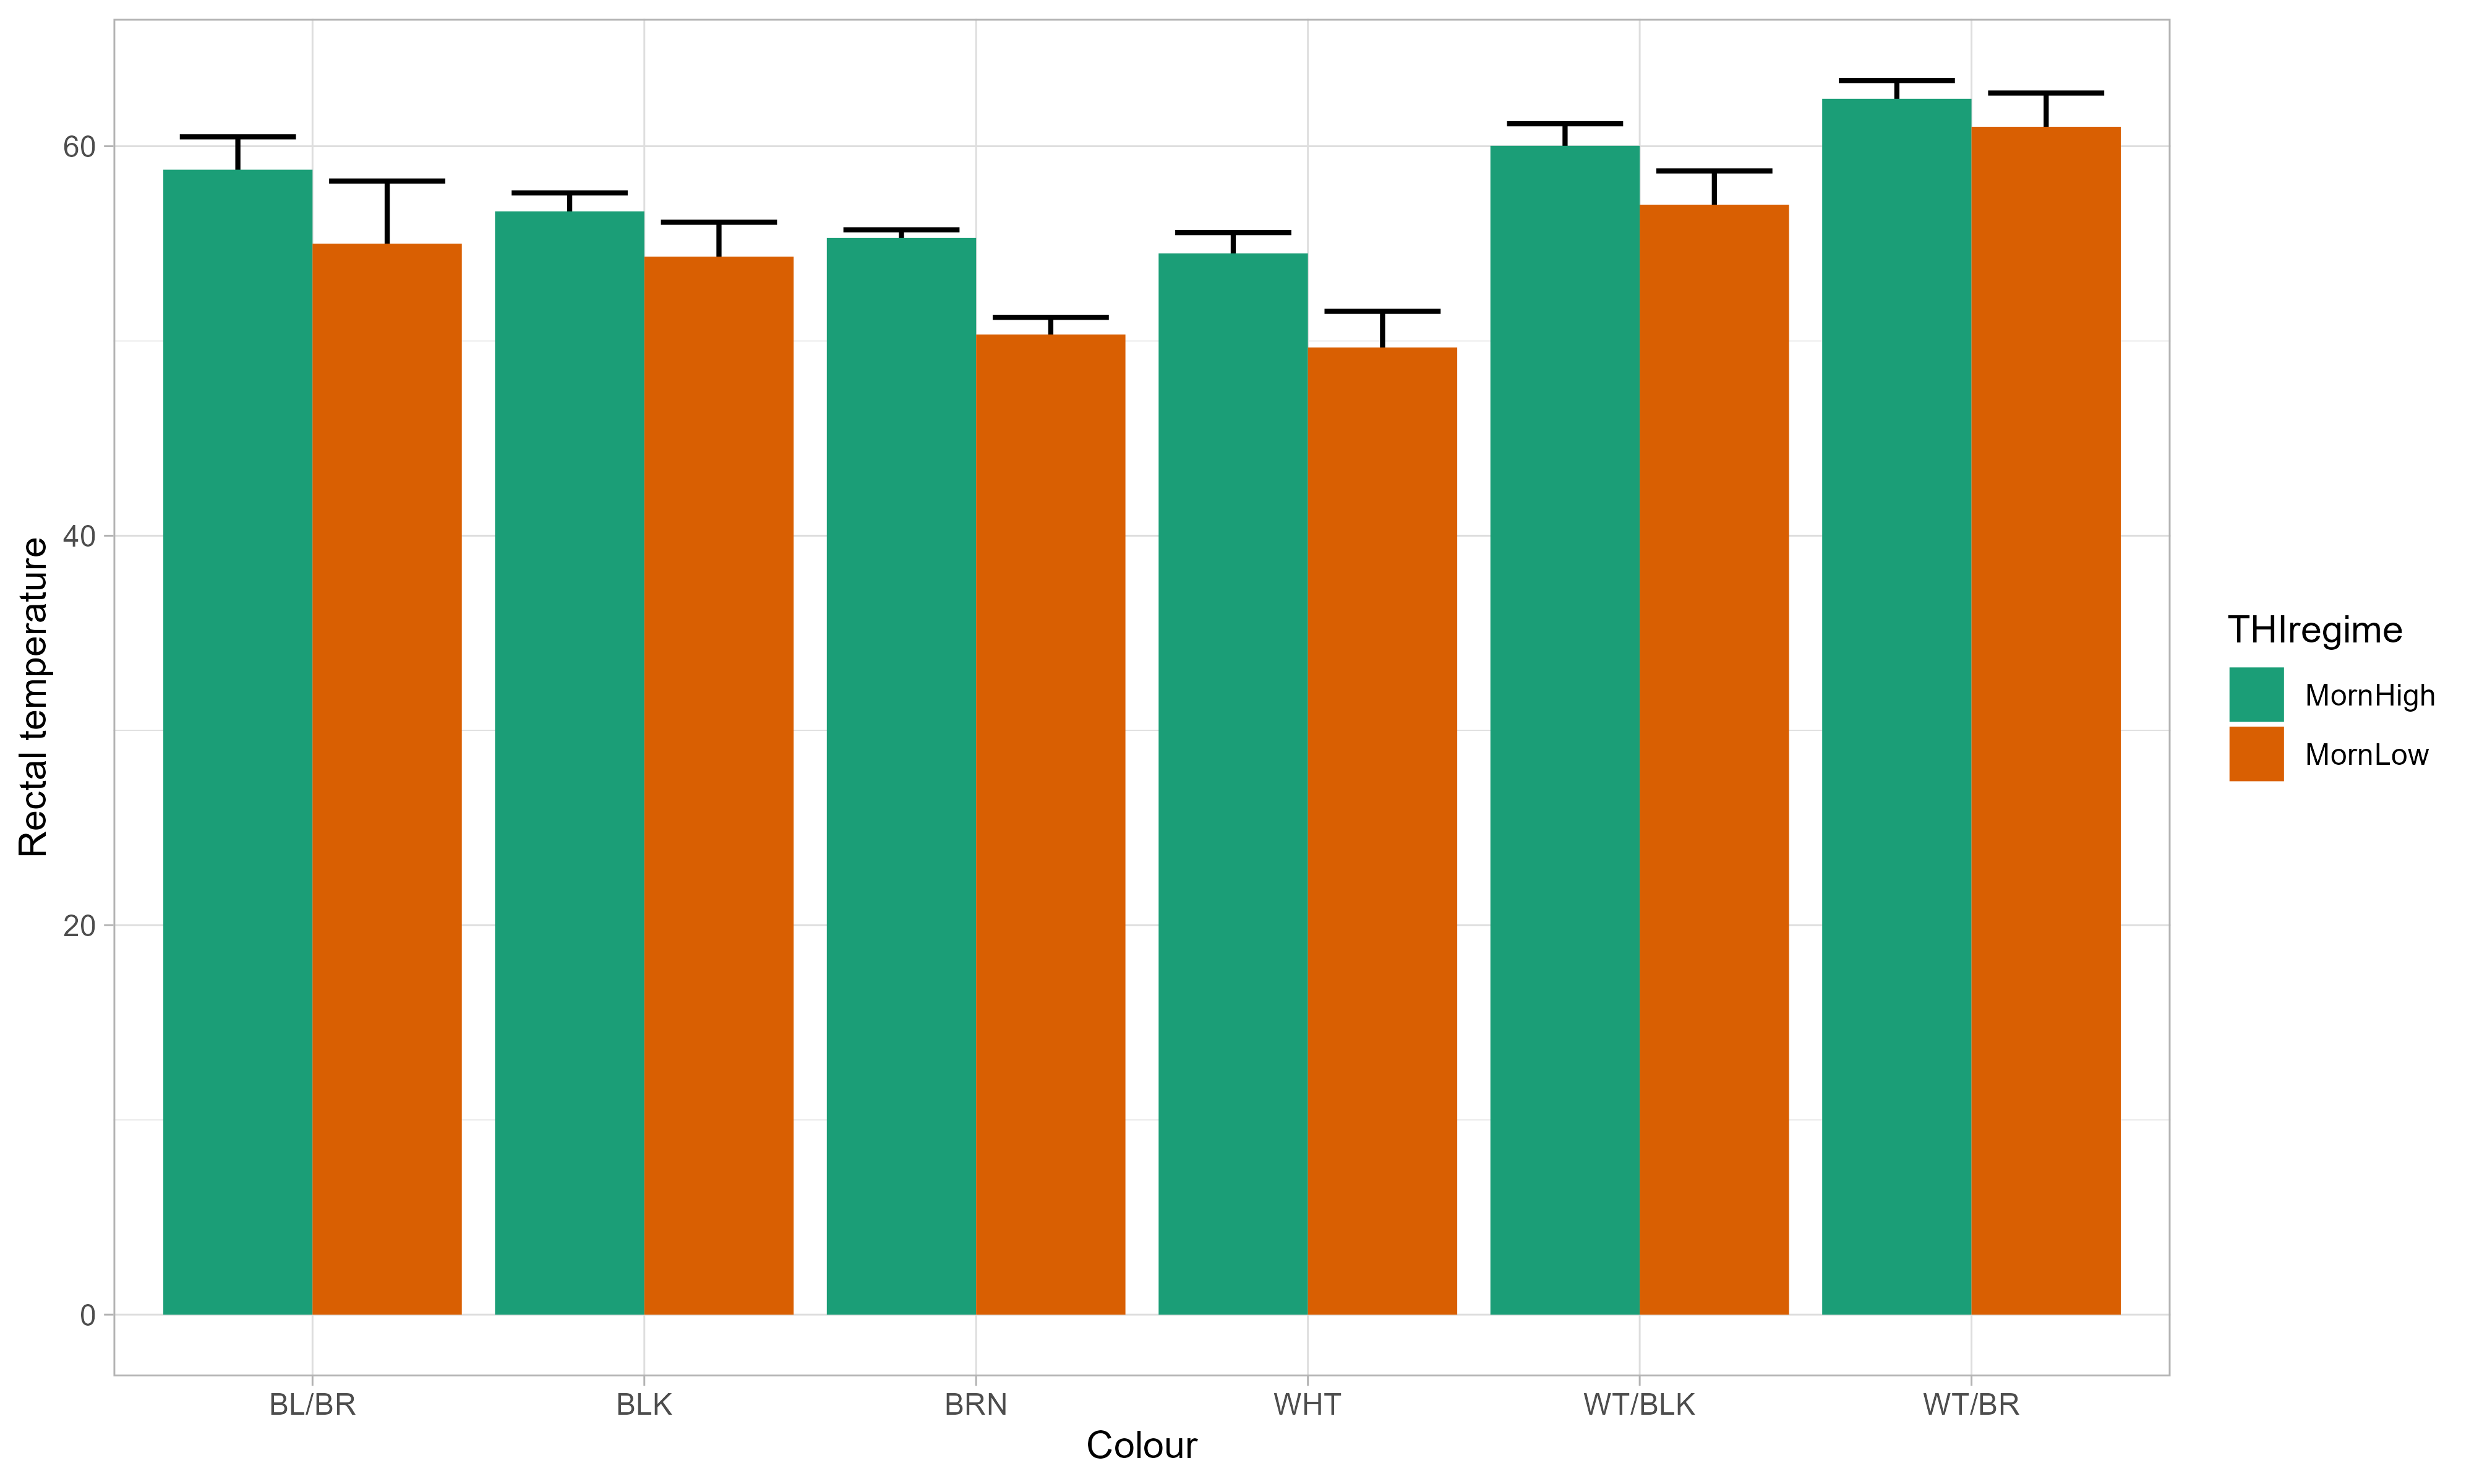 Rectal temperature
60
40
20
0
BL/BR
BLK
BRN
WHT
WT/BLK
WT/BR
Colour
THIregime
MornHigh
MornLow